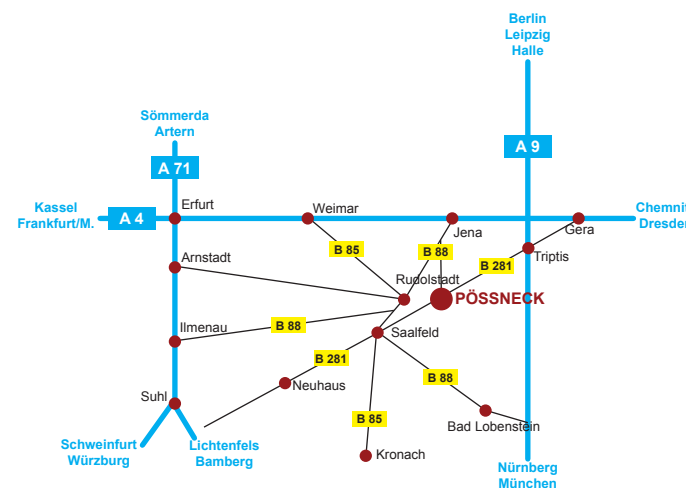 Berlin
Leipzig
Halle
Sömmerda
Artern
A 9
A 71
Kassel
Frankfurt/M.
A 4
Erfurt
Weimar
Jena
Gera
Chemnit
Dresden
B 85
B 88
Triptis
Arnstadt
B 281
Rudolstadt
PÖSSNECK
Ilmenau
B 88
Saalfeld
B 281
Neuhaus
B 88
Suhl
B 85
Bad Lobenstein
Schweinfurt
Würzburg
Lichtenfels
Bamberg
Kronach
Nürnberg
München